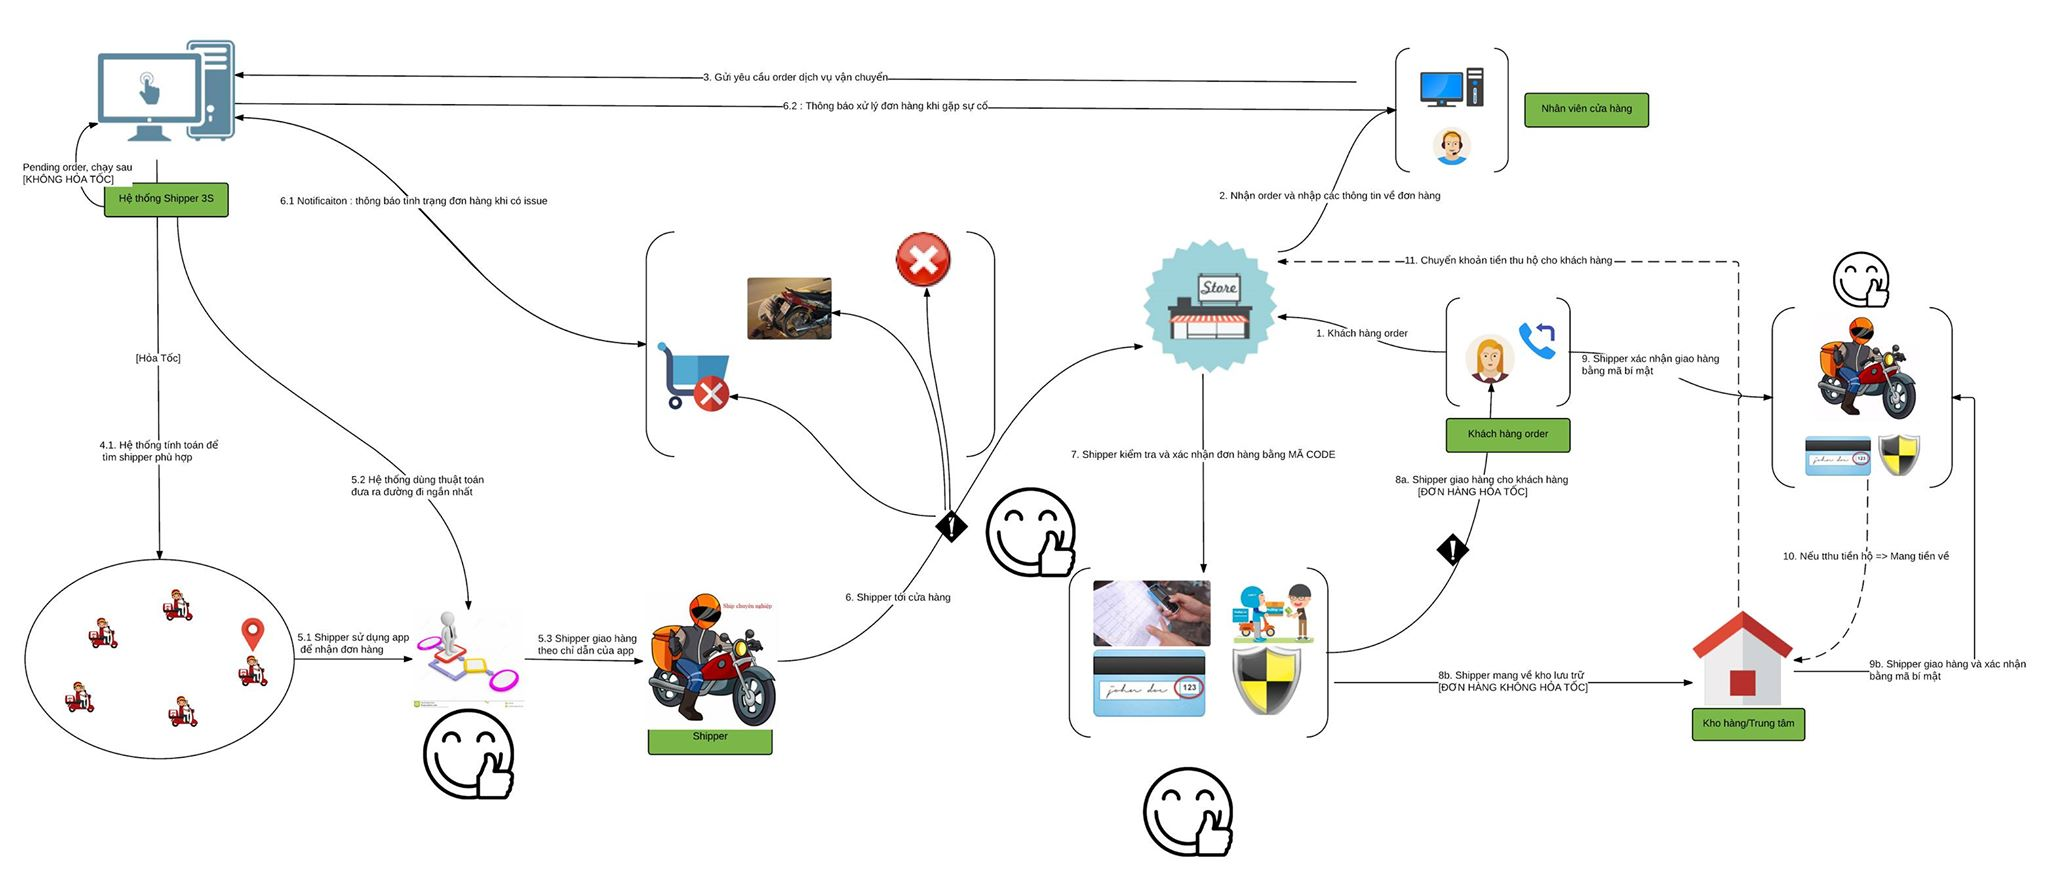 3. Gửi yêu cầu order dịch vụ vận chuyển
6.2 : Thông báo xử lý đơn hàng khi gặp sự cố
Nhân viên cửa hàng
Pending order, chạy sau
[KHÔNG HỎA TỐC]
Hệ thống Shipper 3S
6.1 Notificaiton : thông báo tình trạng đơn hàng khi có issue
2. Nhận order và nhập các thông tin về đơn hàng
11. Chuyển khoản tiền thu hộ cho khách hàng
Store
1. Khách hàng order
9. Shipper xác nhận giao hàng
bằng mã bí mật
[Hỏa Tốc]
4.1. Hệ thống tính toán để
tìm shipper phù hợp
Khách hàng order
7. Shipper kiểm tra và xác nhận đơn hàng bằng MÃ CODE
5.2 Hệ thống dùng thuật toán
đưa ra đường đi ngắn nhất
8a. Shipper giao hàng cho khách hàng
[ĐƠN HÀNG HỎA TỐC]
john doe
123
10. Nếu tthu tiền hộ => Mang tiền về
6. Shipper tới cửa hàng
Ship chuyên nghiệp
5.1 Shipper sử dụng app
để nhận đơn hàng
5.3 Shipper giao hàng
theo chỉ dẫn của app
john doe
123
8b. Shipper mang về kho lưu trữ
[ĐƠN HÀNG KHÔNG HỎA TỐC]
9b. Shipper giao hàng và xác nhận
bằng mã bí mật
Shipper
Kho hàng/Trung tâm